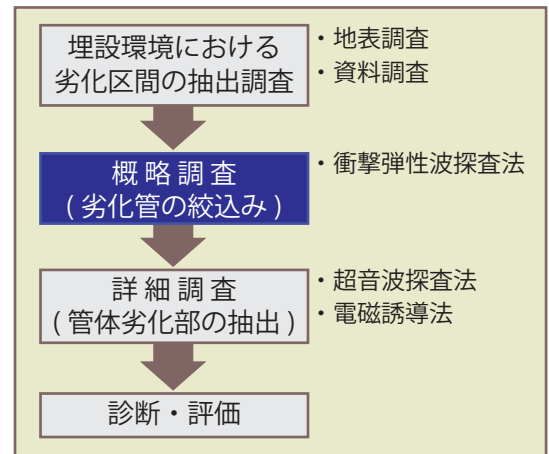 埋設環境における
劣化区間の抽出調査
・地表調査
・資料調査
概 略 調 査
( 劣化管の絞込み )
・衝撃弾性波探査法
詳 細 調 査
( 管体劣化部の抽出 )
・超音波探査法
・電磁誘導法
診断・評価